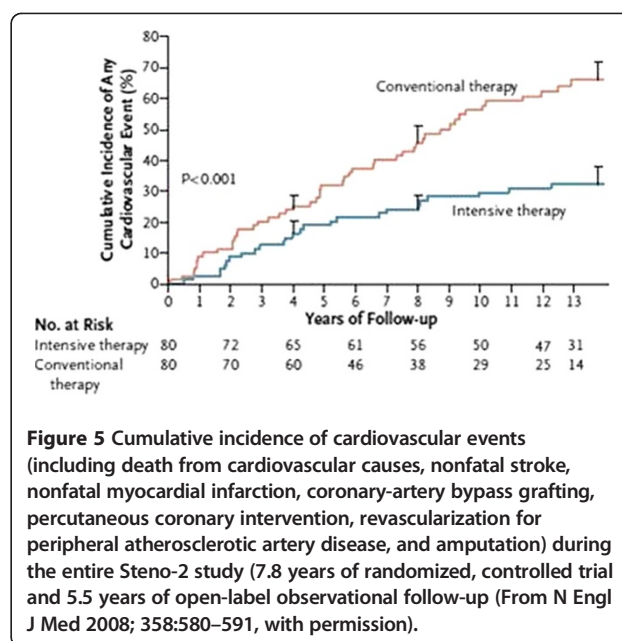 80
70
60
50
40
30
20
10
0
Cumulative Incidence of Any
Cardiovascular Event (%)
Conventional therapy
P<0.001
Intensive therapy
0 1 2 3 4 5 6 7 8 9 10 11 12 13
Years of Follow-up
No. at Risk
Intensive therapy 80 72 65 61 56 50 47 31
Conventional 80 70 60 46 38 29 25 14
therapy
Figure 5 Cumulative incidence of cardiovascular events
(including death from cardiovascular causes, nonfatal stroke,
nonfatal myocardial infarction, coronary-artery bypass grafting,
percutaneous coronary intervention, revascularization for
peripheral atherosclerotic artery disease, and amputation) during
the entire Steno-2 study (7.8 years of randomized, controlled trial
and 5.5 years of open-label observational follow-up (From N Engl
J Med 2008; 358:580–591, with permission).